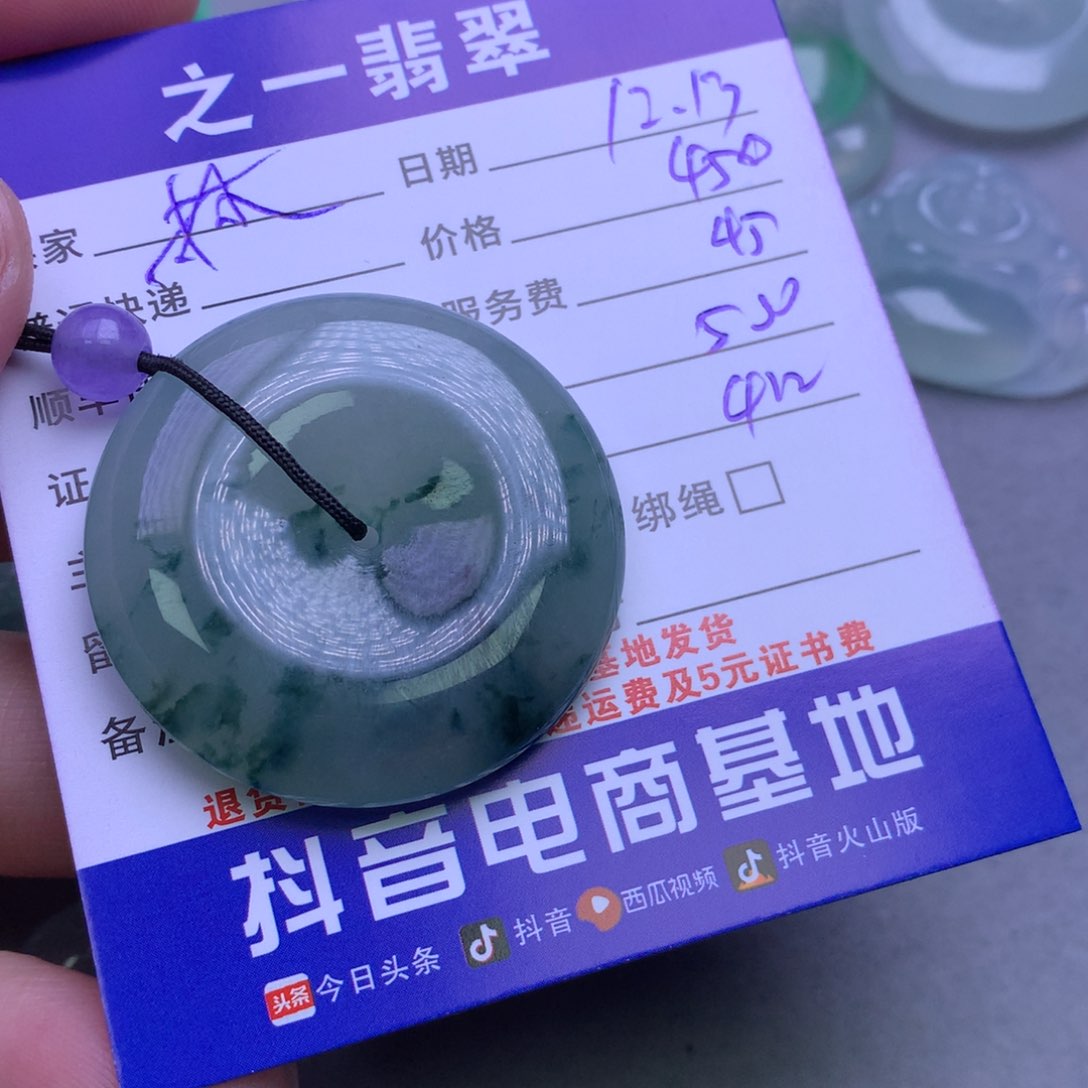 之一翡翠
家 林 日期 12.13
快递 价格 450
顺丰 服务费 45
证
绑绳
备
基地发货
运费及5元证书费
退货
抖音电商基地
头条 今日头条 抖音 西瓜视频 抖音火山版